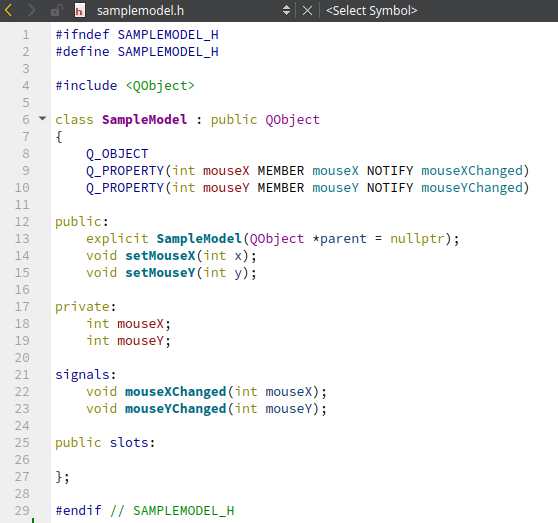 samplemodel.h <Select Symbol>
1 #ifndef SAMPLEMODEL_H
2 #define SAMPLEMODEL_H
3
4 #include <QObject>
5
6 class SampleModel : public QObject
7 {
8     Q_OBJECT
9     Q_PROPERTY(int mouseX MEMBER mouseX NOTIFY mouseXChanged)
10     Q_PROPERTY(int mouseY MEMBER mouseY NOTIFY mouseYChanged)
11
12 public:
13     explicit SampleModel(QObject *parent = nullptr);
14     void setMouseX(int x);
15     void setMouseY(int y);
16
17 private:
18     int mouseX;
19     int mouseY;
20
21 signals:
22     void mouseXChanged(int mouseX);
23     void mouseYChanged(int mouseY);
24
25 public slots:
26
27 };
28
29 #endif // SAMPLEMODEL_H